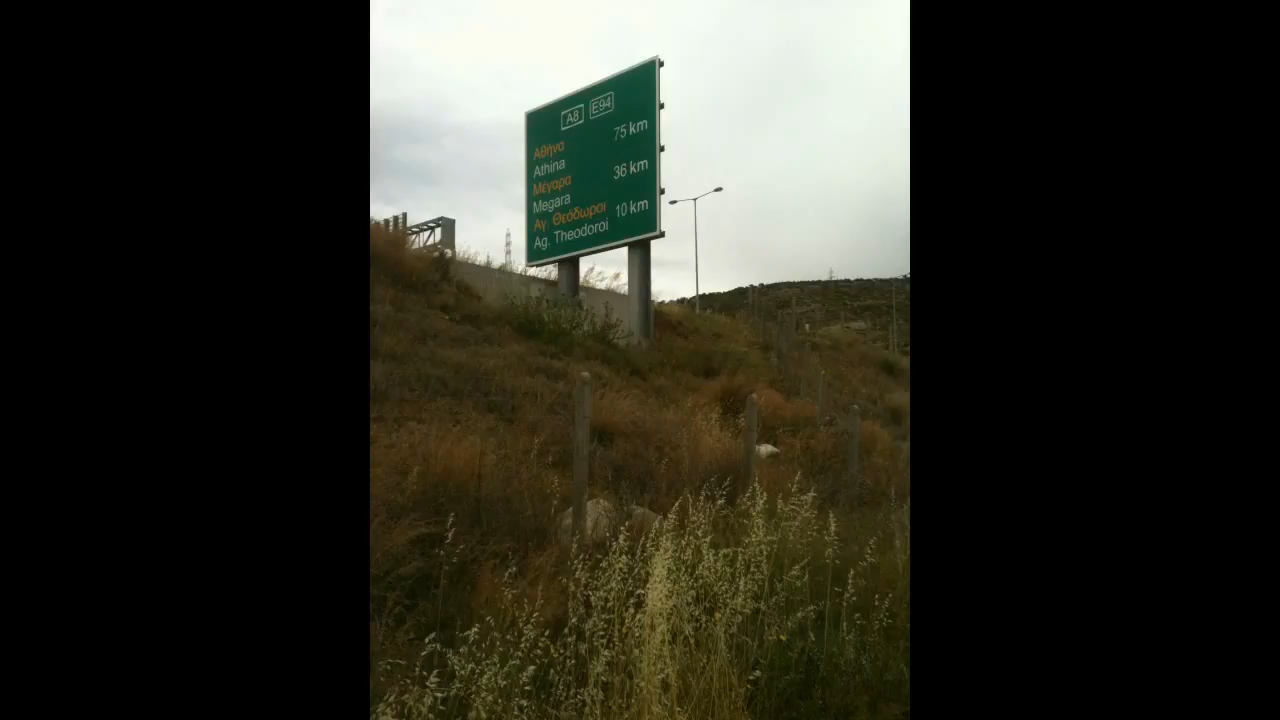 A8 E94
Αθήνα
Athina 75 km
Μέγαρα
Megara 36 km
Αγ. Θεόδωροι
Ag. Theodoroi 10 km